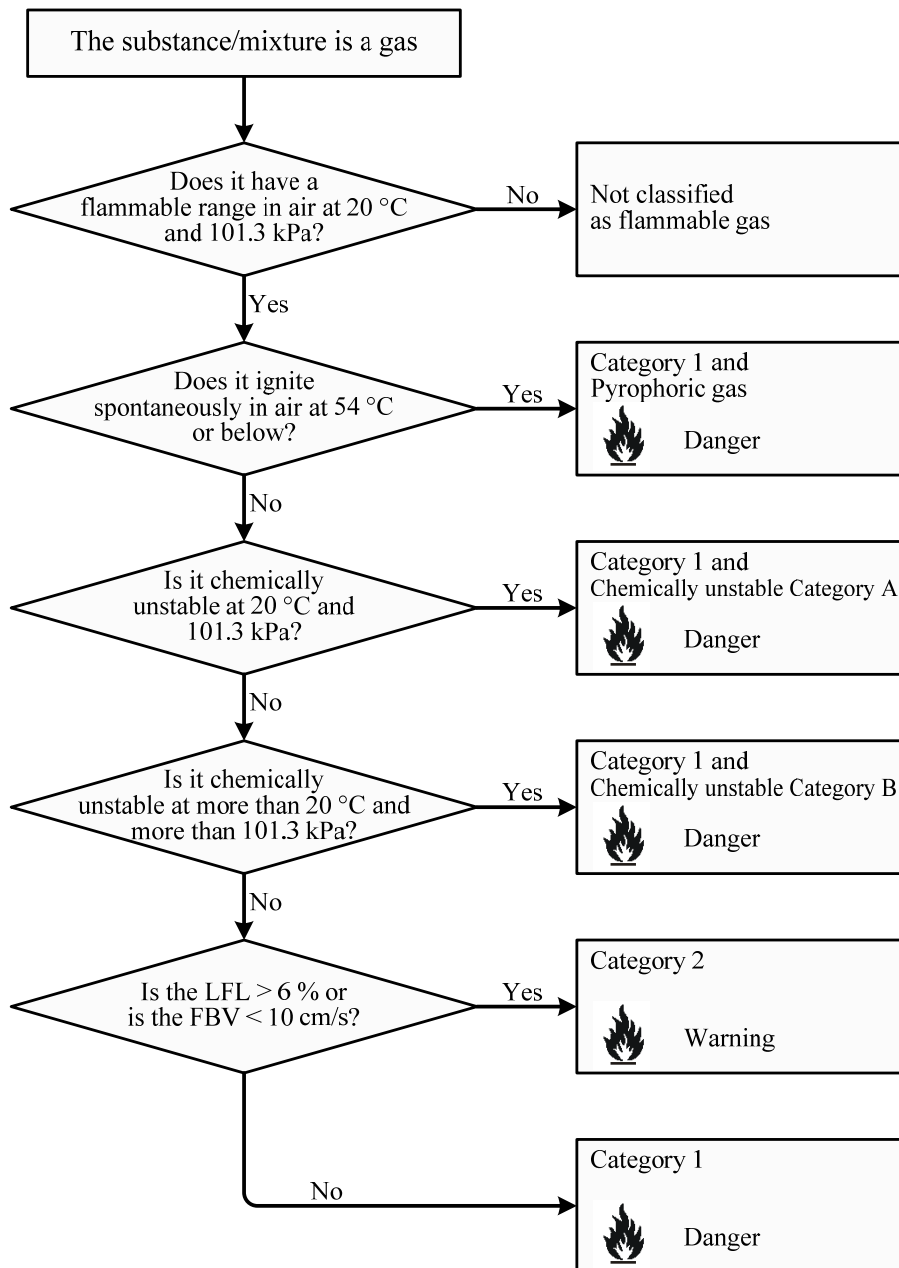 The substance/mixture is a gas
Does it have a
flammable range in air at 20 °C
and 101.3 kPa?
No
Not classified
as flammable gas
Yes
Does it ignite
spontaneously in air at 54 °C
or below?
Yes
Category 1 and
Pyrophoric gas
Danger
No
Is it chemically
unstable at 20 °C and
101.3 kPa?
Yes
Category 1 and
Chemically unstable Category A
Danger
No
Is it chemically
unstable at more than 20 °C and
more than 101.3 kPa?
Yes
Category 1 and
Chemically unstable Category B
Danger
No
Is the LFL > 6 % or
is the FBV < 10 cm/s?
Yes
Category 2
Warning
No
Category 1
Danger